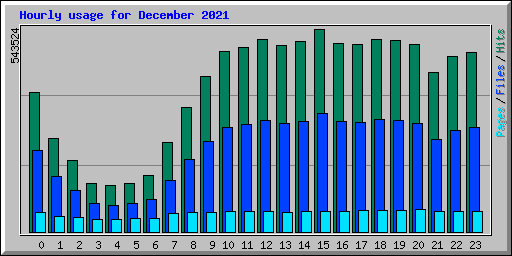 Hourly usage for December 2021
543524
Pages/Files/Hits
0 1 2 3 4 5 6 7 8 9 10 11 12 13 14 15 16 17 18 19 20 21 22 23